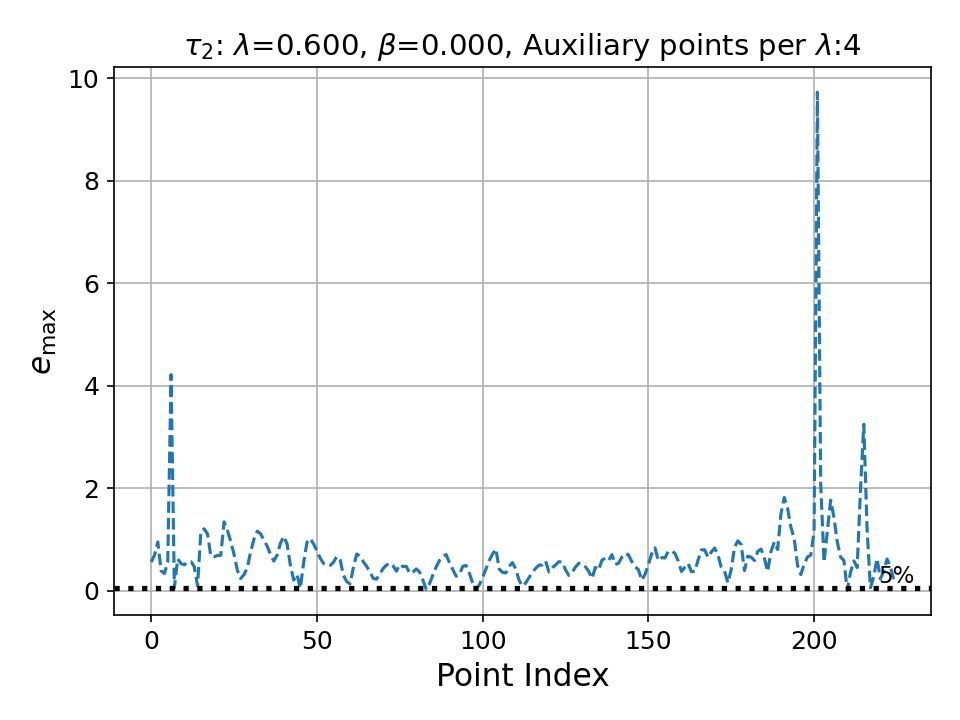 τ₂: λ=0.600, β=0.000, Auxiliary points per λ:4
10
8
6
4
2
0
e_max
5%
0 50 100 150 200
Point Index